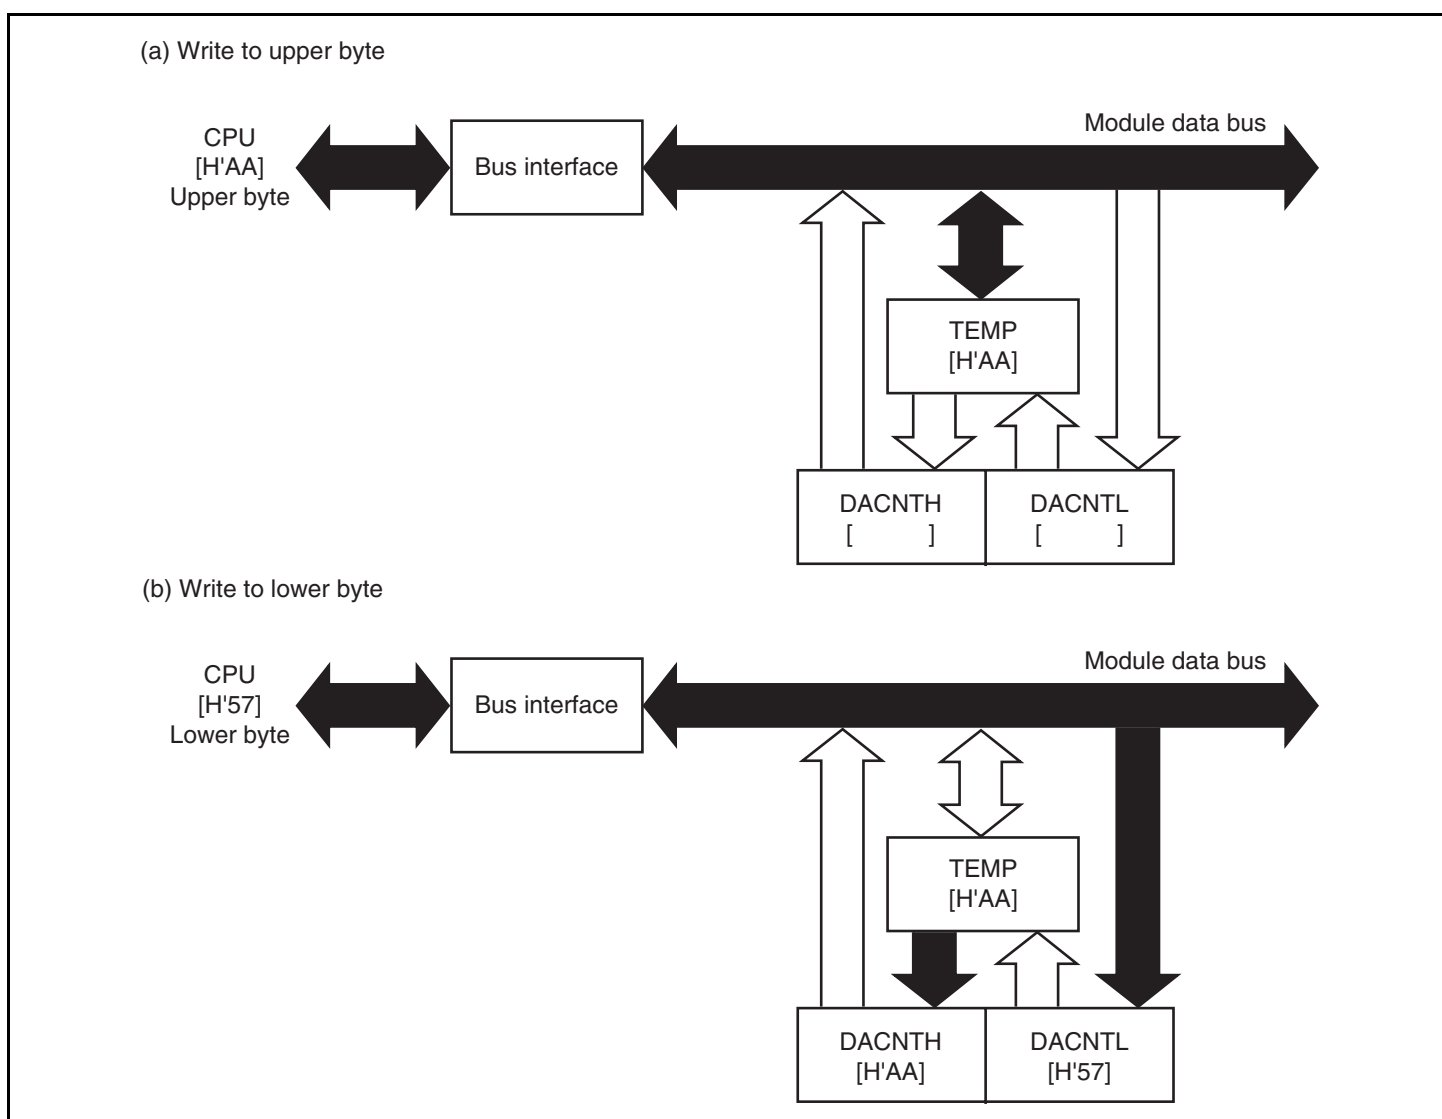 (a) Write to upper byte
CPU
[H'AA]
Upper byte
Bus interface
Module data bus
TEMP
[H'AA]
DACNTH
[ ]
DACNTL
[ ]
(b) Write to lower byte
CPU
[H'57]
Lower byte
Bus interface
Module data bus
TEMP
[H'AA]
DACNTH
[H'AA]
DACNTL
[H'57]